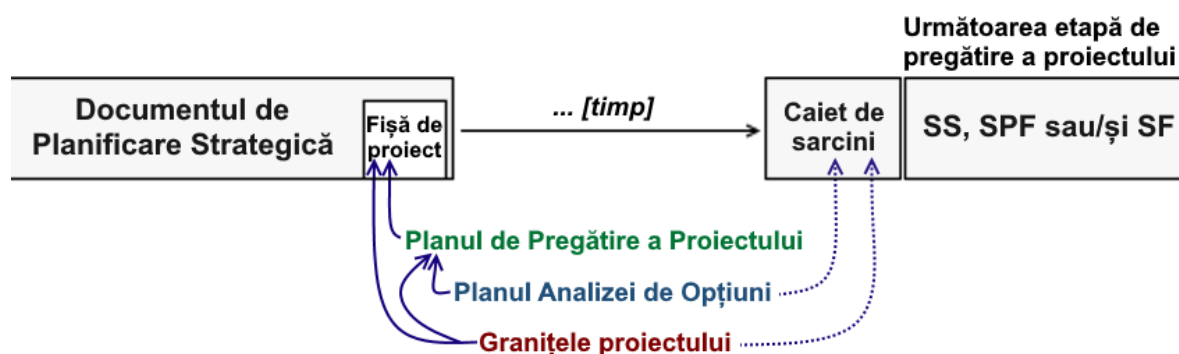 Următoarea etapă de
pregătire a proiectului
Documentul de
Planificare Strategică
Fișă de
proiect
... [timp]
Caiet de
sarcini
SS, SPF sau/și SF
Planul de Pregătire a Proiectului
Planul Analizei de Opțiuni
Granițele proiectului